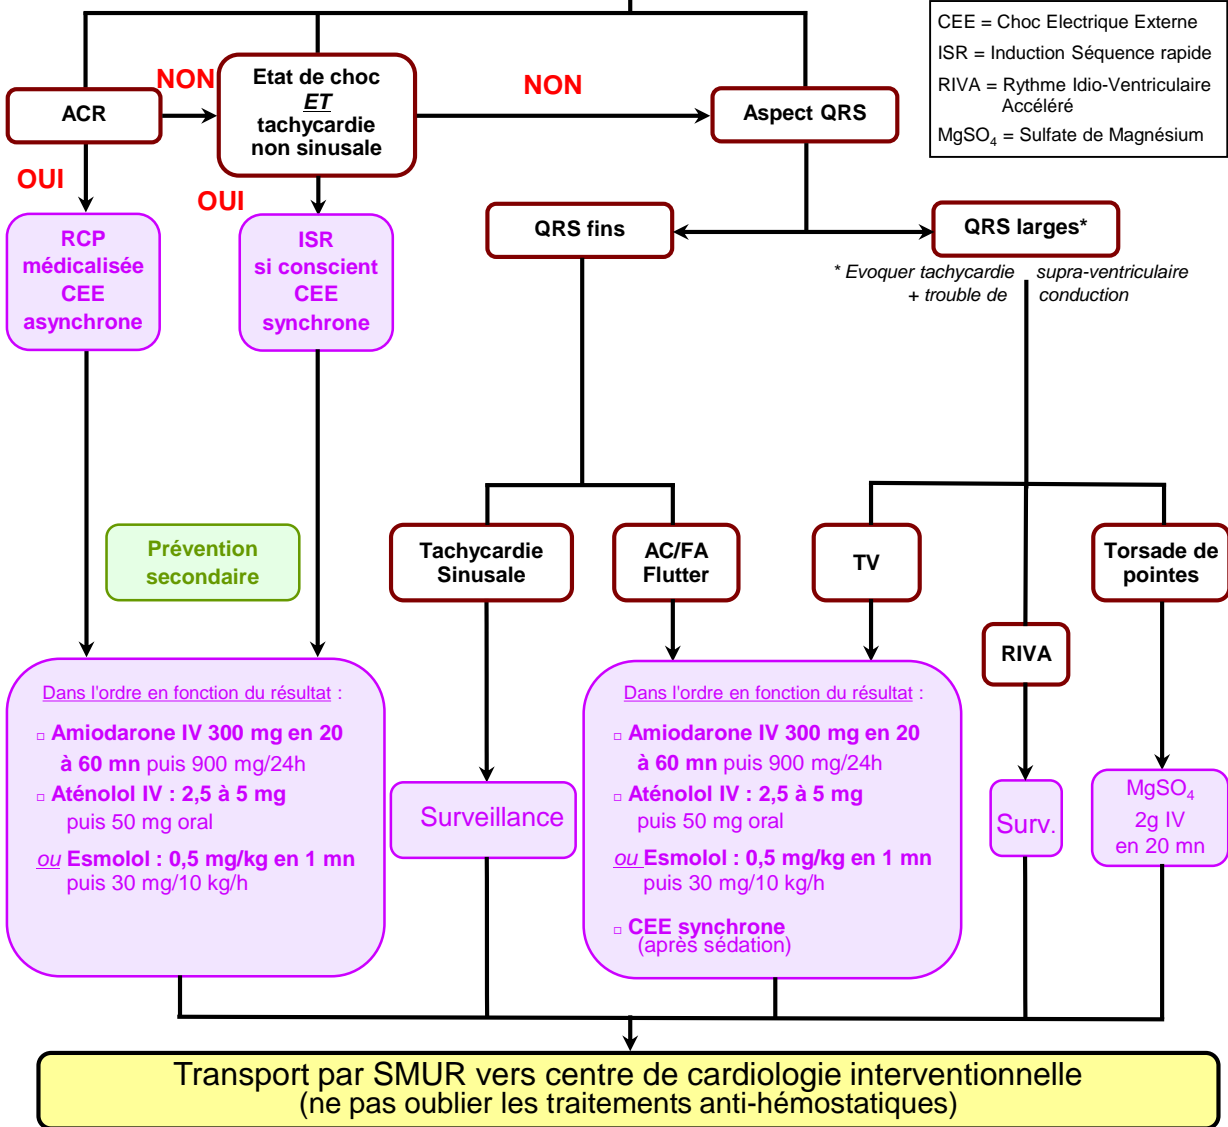 CEE = Choc Electrique Externe
ISR = Induction Séquence rapide
RIVA = Rythme Idio-Ventriculaire
Accéléré
MgSO4 = Sulfate de Magnésium
ACR
NON
Etat de choc
ET
tachycardie
non sinusale
NON
Aspect QRS
OUI
OUI
RCP
médicalisée
CEE
asynchrone
ISR
si conscient
CEE
synchrone
QRS fins
QRS larges*
* Evoquer tachycardie supra-ventriculaire
+ trouble de conduction
Prévention
secondaire
Tachycardie
Sinusale
AC/FA
Flutter
TV
Torsade de
pointes
RIVA
Dans l'ordre en fonction du résultat :
□ Amiodarone IV 300 mg en 20
à 60 mn puis 900 mg/24h
□ Aténolol IV : 2,5 à 5 mg
puis 50 mg oral
ou Esmolol : 0,5 mg/kg en 1 mn
puis 30 mg/10 kg/h
Surveillance
Dans l'ordre en fonction du résultat :
□ Amiodarone IV 300 mg en 20
à 60 mn puis 900 mg/24h
□ Aténolol IV : 2,5 à 5 mg
puis 50 mg oral
ou Esmolol : 0,5 mg/kg en 1 mn
puis 30 mg/10 kg/h
□ CEE synchrone
(après sédation)
Surv.
MgSO4
2g IV
en 20 mn
Transport par SMUR vers centre de cardiologie interventionnelle
(ne pas oublier les traitements anti-hémostatiques)